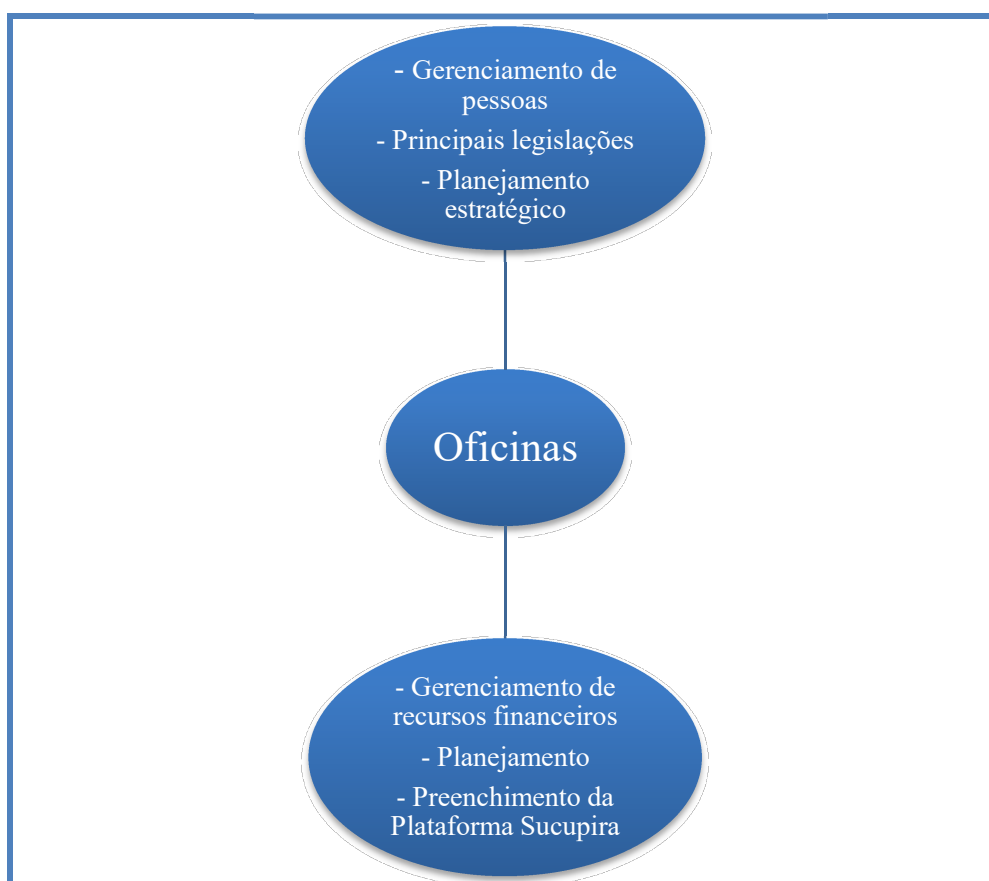 - Gerenciamento de
pessoas
- Principais legislações
- Planejamento
estratégico
Oficinas
- Gerenciamento de
recursos financeiros
- Planejamento
- Preenchimento da
Plataforma Sucupira